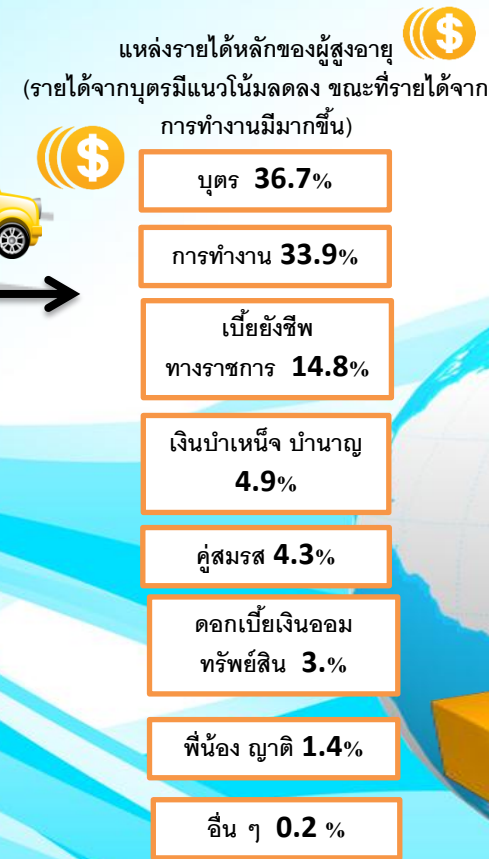 แหล่งรายได้หลักของผู้สูงอายุ
(รายได้จากบุตรมีแนวโน้มลดลง ขณะที่รายได้จาก
การทำงานมีมากขึ้น)
บุตร 36.7%
การทำงาน 33.9%
เบี้ยยังชีพ
ทางราชการ 14.8%
เงินบำเหน็จ บำนาญ
4.9%
คู่สมรส 4.3%
ดอกเบี้ยเงินออม
ทรัพย์สิน 3.%
พี่น้อง ญาติ 1.4%
อื่น ๆ 0.2 %